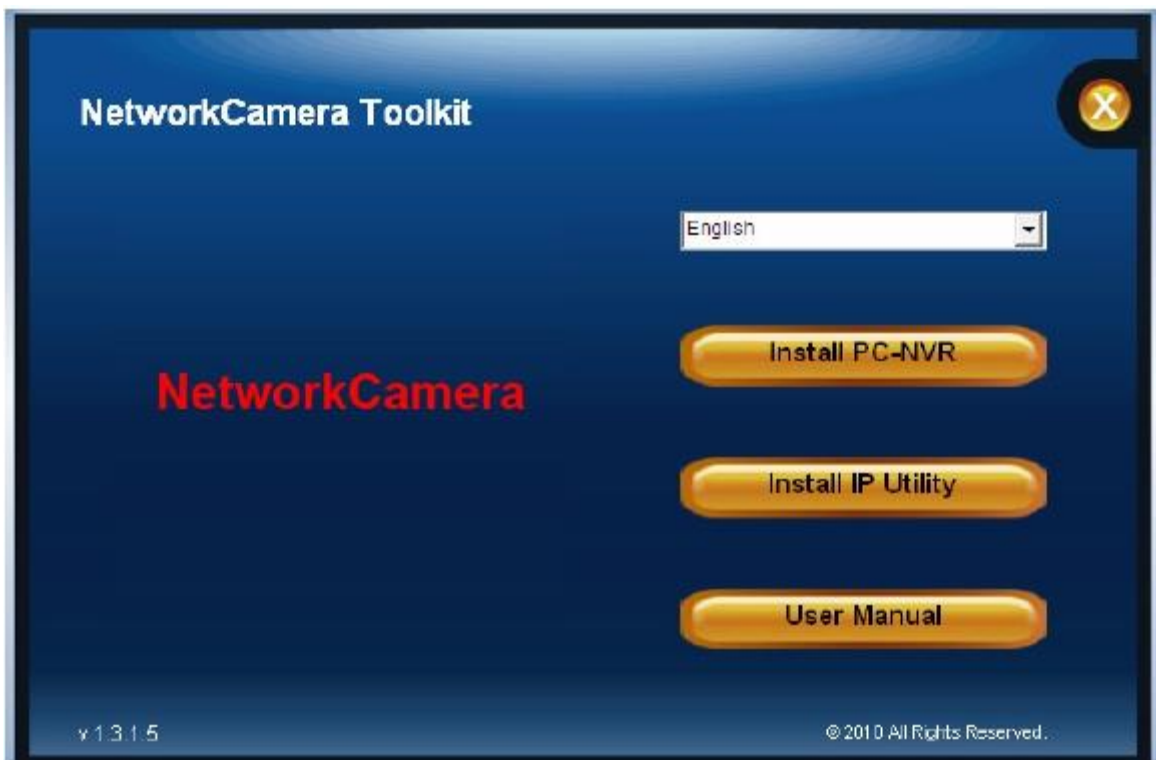 NetworkCamera Toolkit
X
English
Install PC-NVR
NetworkCamera
Install IP Utility
User Manual
v 1.3.1.5
© 2010 All Rights Reserved.